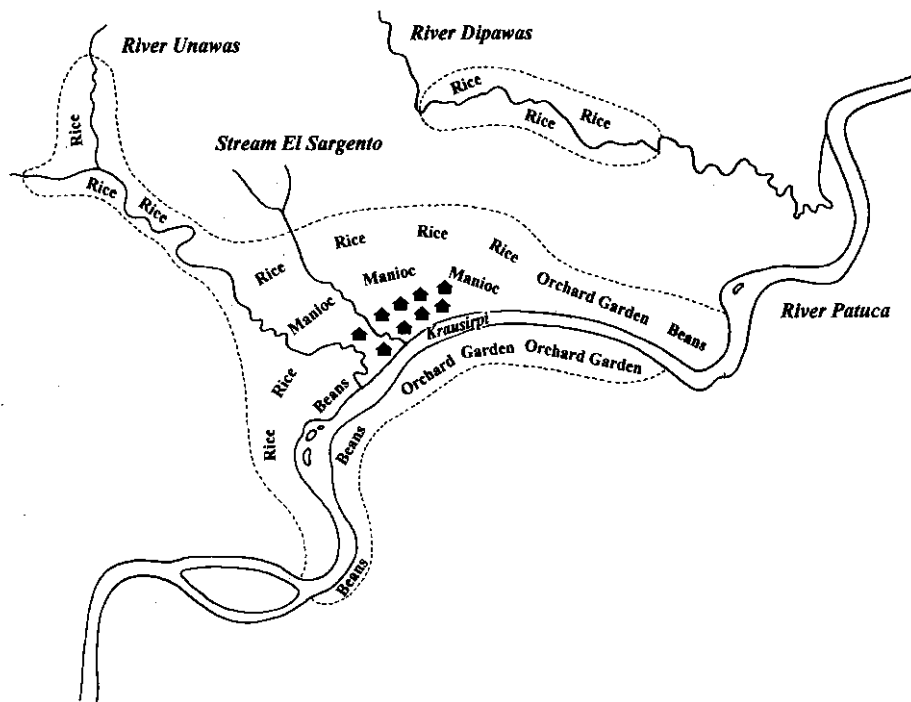 River Unawas
River Dipawas
Rice
Rice
Rice
Rice
Stream El Sargento
Rice
Rice
Rice
Rice
Rice
Rice
Manioc
Manioc
Orchard Garden
Manioc
River Patuca
Krausirpi
Beans
Orchard Garden
Orchard Garden
Rice
Beans
Rice
Beans
Beans